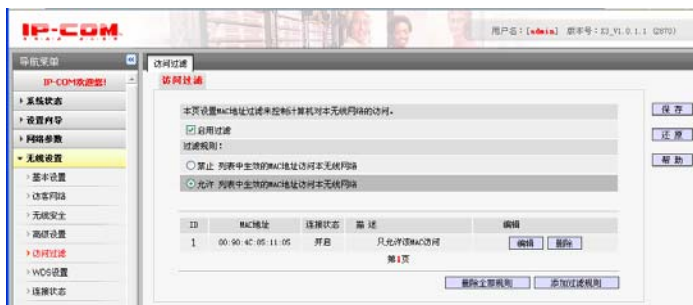 IP-COM
用户名：[admin] 版本号：II_V1.0.1.1 (2870)
导航菜单
IP-COM欢迎您!
系统状态
设置向导
网络参数
无线设置
基本设置
访客网络
无线安全
高级设置
访问过滤
WDS设置
连接状态
访问过滤
访问过滤
本页设置MAC地址过滤来控制计算机对本无线网络的访问。
启用过滤
过滤规则：
禁止 列表中生效的MAC地址访问本无线网络
允许 列表中生效的MAC地址访问本无线网络
ID MAC地址 连接状态 描述 编辑
1 00:90:4C:05:11:05 开启 只允许该MAC访问 编辑 删除
第1页
删除全部规则 添加过滤规则
保存
还原
帮助